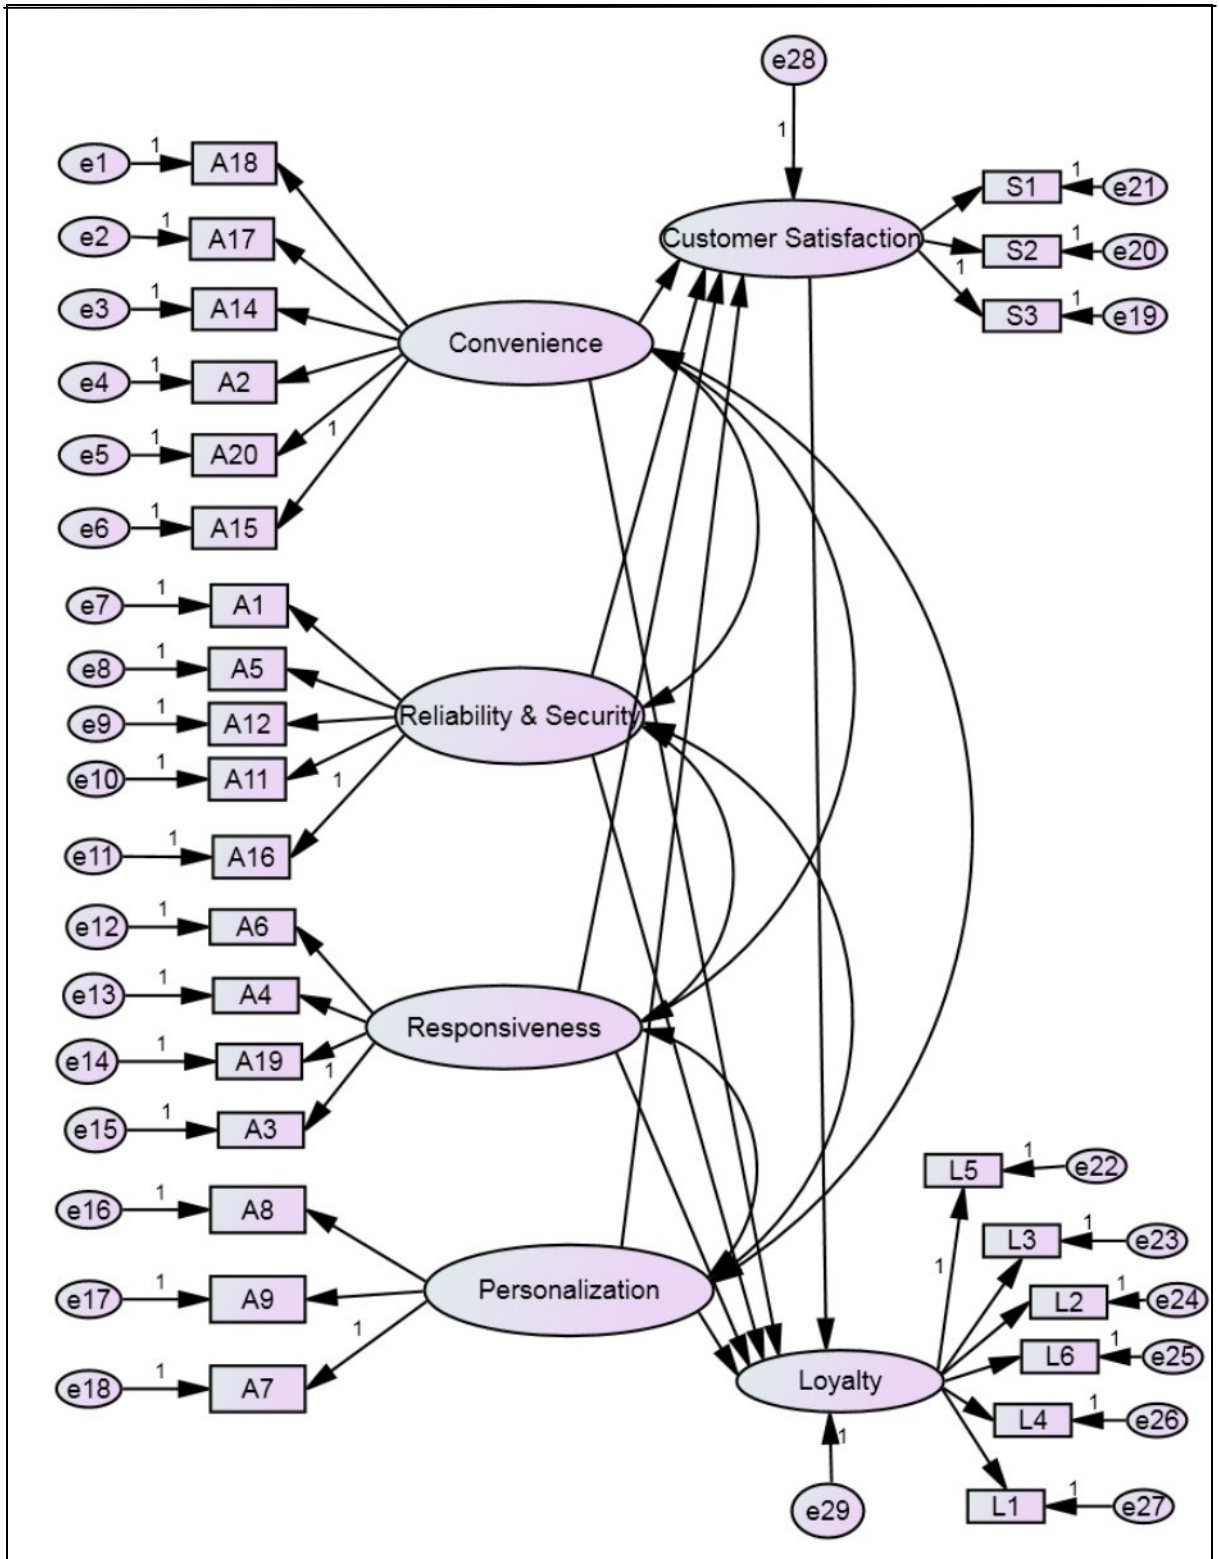 e28
1
e1 1 A18
e2 1 A17
e3 1 A14
e4 1 A2
e5 1 A20
1
e6 1 A15
Convenience
Customer Satisfaction
S1 1 e21
S2 1 e20
1
S3 1 e19
e7 1 A1
e8 1 A5
e9 1 A12
e10 1 A11
1
e11 1 A16
Reliability & Security
e12 1 A6
e13 1 A4
e14 1 A19
1
e15 1 A3
Responsiveness
e16 1 A8
e17 1 A9
1
e18 1 A7
Personalization
L5 1 e22
1
L3 1 e23
L2 1 e24
L6 1 e25
L4 1 e26
L1 1 e27
Loyalty
1
e29